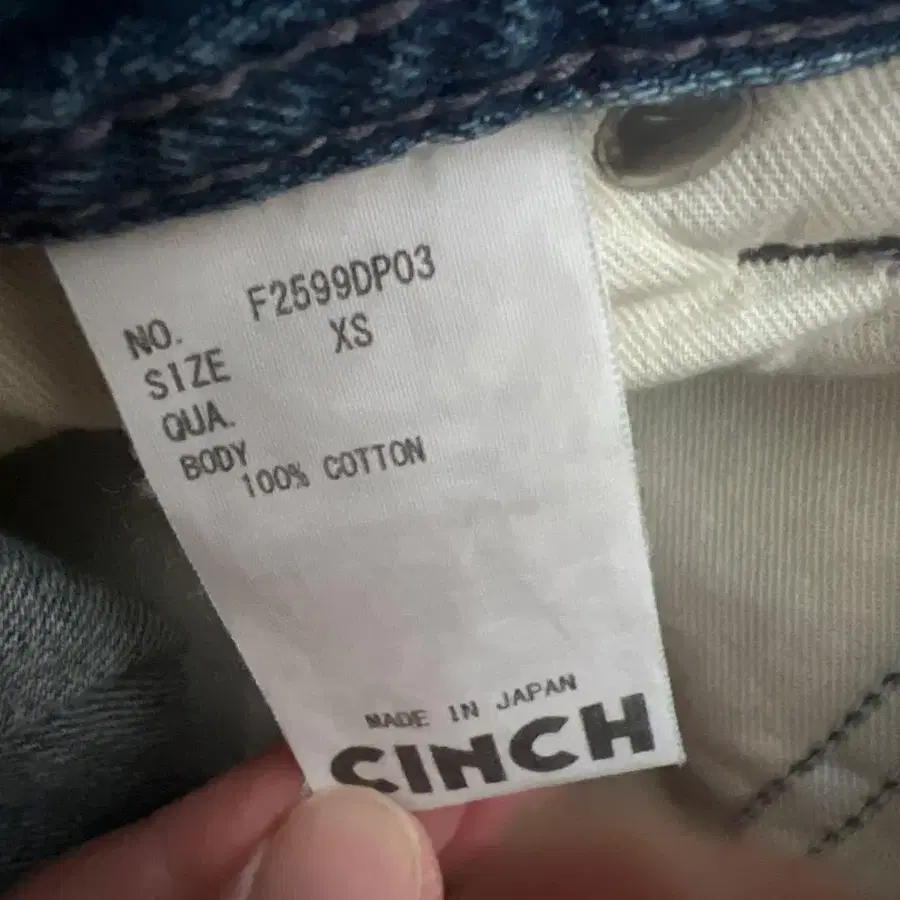 NO. F2599DP03
SIZE XS
QUA.
BODY
100% COTTON
MADE IN JAPAN
CINCH